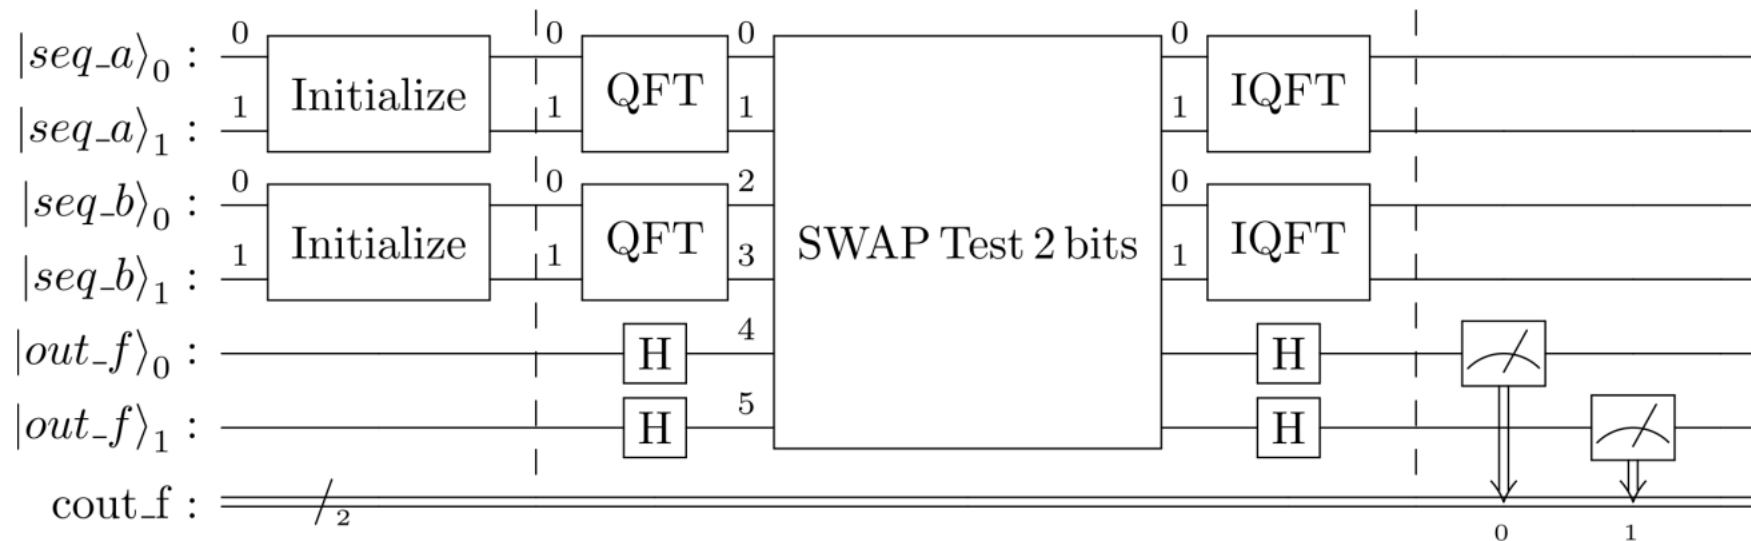 0 0 0 0
|seq_a⟩₀ :
Initialize QFT IQFT
1 1 1 1
|seq_a⟩₁ :
0 0 2 0
|seq_b⟩₀ :
Initialize QFT SWAP Test 2 bits IQFT
1 1 3 1
|seq_b⟩₁ :
4
|out_f⟩₀ : H H
5
|out_f⟩₁ : H H
cout_f :
2 0 1